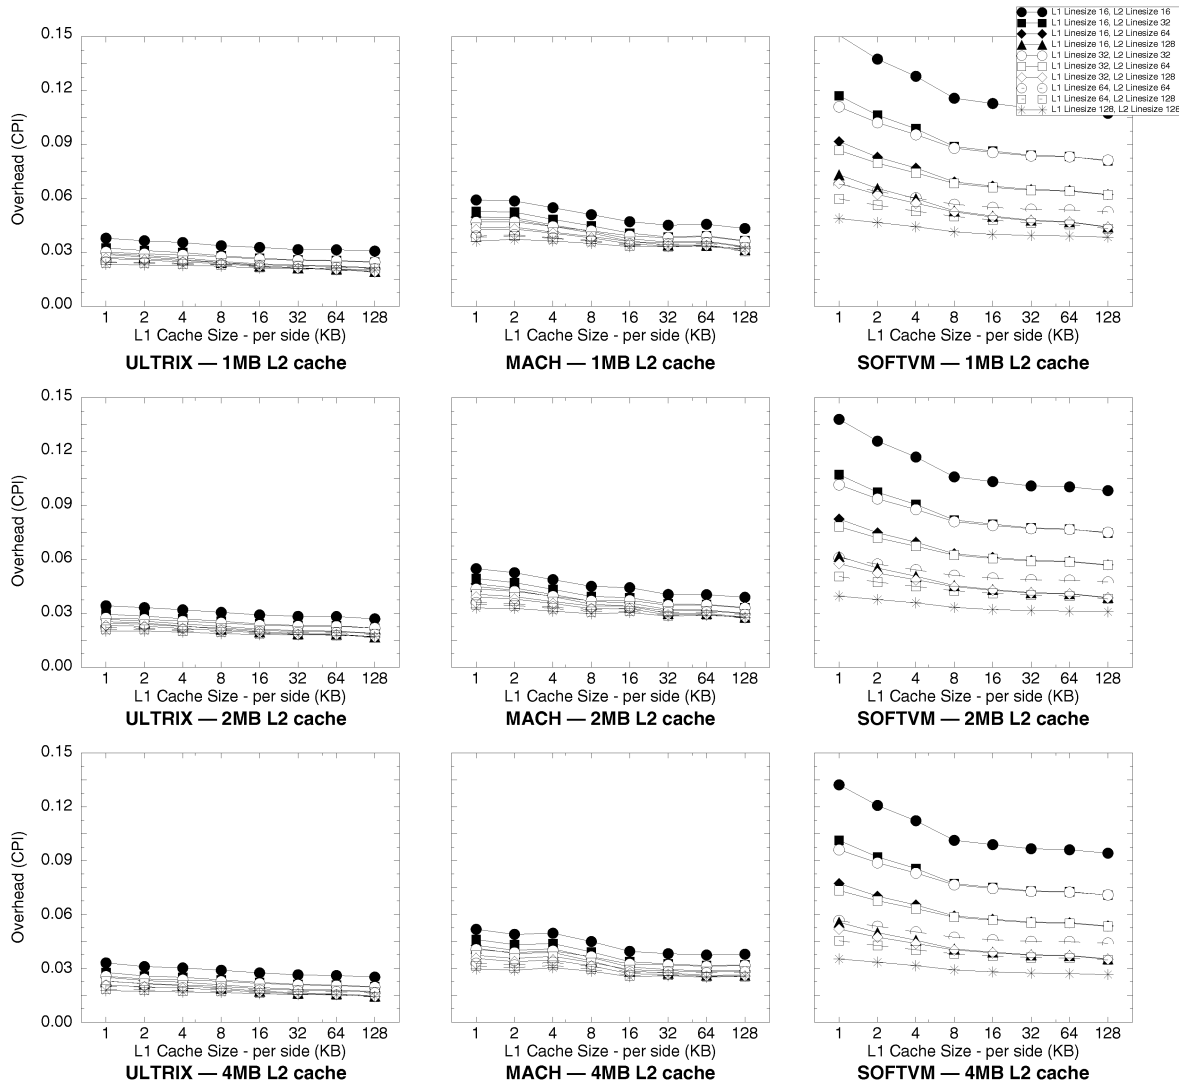 L1 Linesize 16, L2 Linesize 16
L1 Linesize 16, L2 Linesize 32
L1 Linesize 16, L2 Linesize 64
L1 Linesize 16, L2 Linesize 128
L1 Linesize 32, L2 Linesize 32
L1 Linesize 32, L2 Linesize 64
L1 Linesize 32, L2 Linesize 128
L1 Linesize 64, L2 Linesize 64
L1 Linesize 64, L2 Linesize 128
L1 Linesize 128, L2 Linesize 128
Overhead (CPI)
0.15
0.12
0.09
0.06
0.03
0.00
1 2 4 8 16 32 64 128
L1 Cache Size - per side (KB)
ULTRIX — 1MB L2 cache
1 2 4 8 16 32 64 128
L1 Cache Size - per side (KB)
MACH — 1MB L2 cache
1 2 4 8 16 32 64 128
L1 Cache Size - per side (KB)
SOFTVM — 1MB L2 cache
Overhead (CPI)
0.15
0.12
0.09
0.06
0.03
0.00
1 2 4 8 16 32 64 128
L1 Cache Size - per side (KB)
ULTRIX — 2MB L2 cache
1 2 4 8 16 32 64 128
L1 Cache Size - per side (KB)
MACH — 2MB L2 cache
1 2 4 8 16 32 64 128
L1 Cache Size - per side (KB)
SOFTVM — 2MB L2 cache
Overhead (CPI)
0.15
0.12
0.09
0.06
0.03
0.00
1 2 4 8 16 32 64 128
L1 Cache Size - per side (KB)
ULTRIX — 4MB L2 cache
1 2 4 8 16 32 64 128
L1 Cache Size - per side (KB)
MACH — 4MB L2 cache
1 2 4 8 16 32 64 128
L1 Cache Size - per side (KB)
SOFTVM — 4MB L2 cache